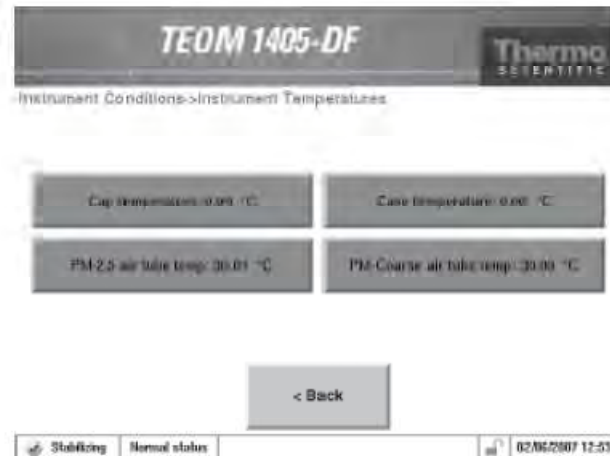 TEOM 1405-DF
Thermo
SCIENTIFIC
Instrument Conditions->Instrument Temperatures
Cap temperature: 0.00 °C
Case temperature: 0.00 °C
PM-2.5 air tube temp: 30.01 °C
PM-Coarse air tube temp: 30.00 °C
< Back
Stabilizing
Normal status
02/06/2007 12:53